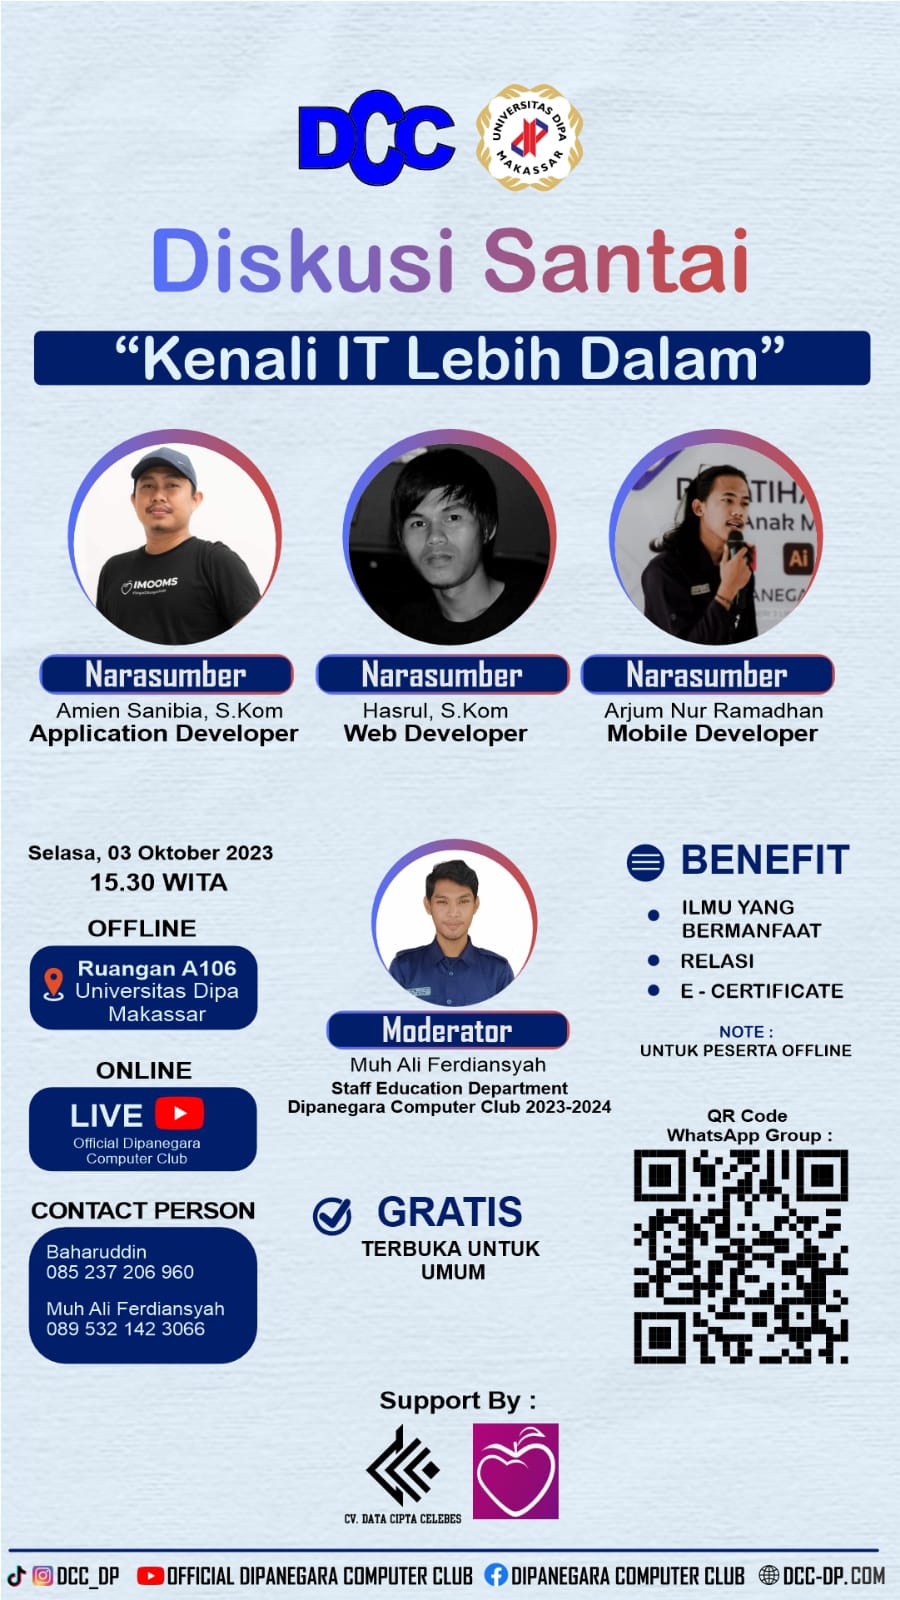 DCC
UNIVERSITAS DIPA
MAKASSAR
Diskusi Santai
“Kenali IT Lebih Dalam”
IMOOMS
Narasumber
Amien Sanibia, S.Kom
Application Developer
Narasumber
Hasrul, S.Kom
Web Developer
Anak M
Ai
Narasumber
Arjum Nur Ramadhan
Mobile Developer
Selasa, 03 Oktober 2023
15.30 WITA
OFFLINE
Ruangan A106
Universitas Dipa
Makassar
ONLINE
LIVE
Official Dipanegara
Computer Club
CONTACT PERSON
Baharuddin
085 237 206 960
Muh Ali Ferdiansyah
089 532 142 3066
Moderator
Muh Ali Ferdiansyah
Staff Education Department
Dipanegara Computer Club 2023-2024
GRATIS
TERBUKA UNTUK
UMUM
BENEFIT
ILMU YANG
BERMANFAAT
RELASI
E - CERTIFICATE
NOTE :
UNTUK PESERTA OFFLINE
QR Code
WhatsApp Group :
Support By :
CV. DATA CIPTA CELEBES
DCC_DP OFFICIAL DIPANEGARA COMPUTER CLUB DIPANEGARA COMPUTER CLUB DCC-DP.COM